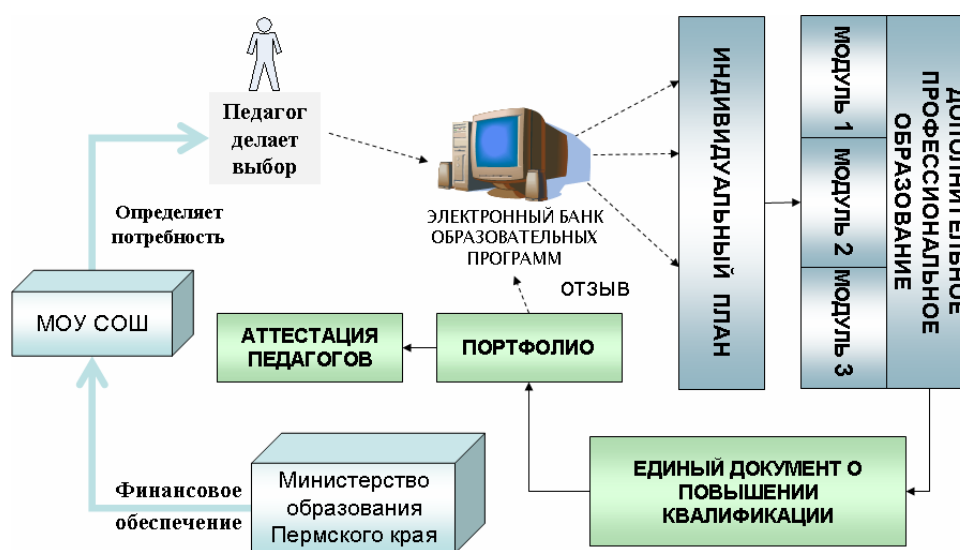 Педагог
делает
выбор
Определяет
потребность
МОУ СОШ
Финансовое
обеспечение
Министерство
образования
Пермского края
ЭЛЕКТРОННЫЙ БАНК
ОБРАЗОВАТЕЛЬНЫХ
ПРОГРАММ
ОТЗЫВ
АТТЕСТАЦИЯ
ПЕДАГОГОВ
ПОРТФОЛИО
ИНДИВИДУАЛЬНЫЙ ПЛАН
МОДУЛЬ 1
МОДУЛЬ 2
МОДУЛЬ 3
ДОПОЛНИТЕЛЬНОЕ
ПРОФЕССИОНАЛЬНОЕ
ОБРАЗОВАНИЕ
ЕДИНЫЙ ДОКУМЕНТ О
ПОВЫШЕНИИ
КВАЛИФИКАЦИИ